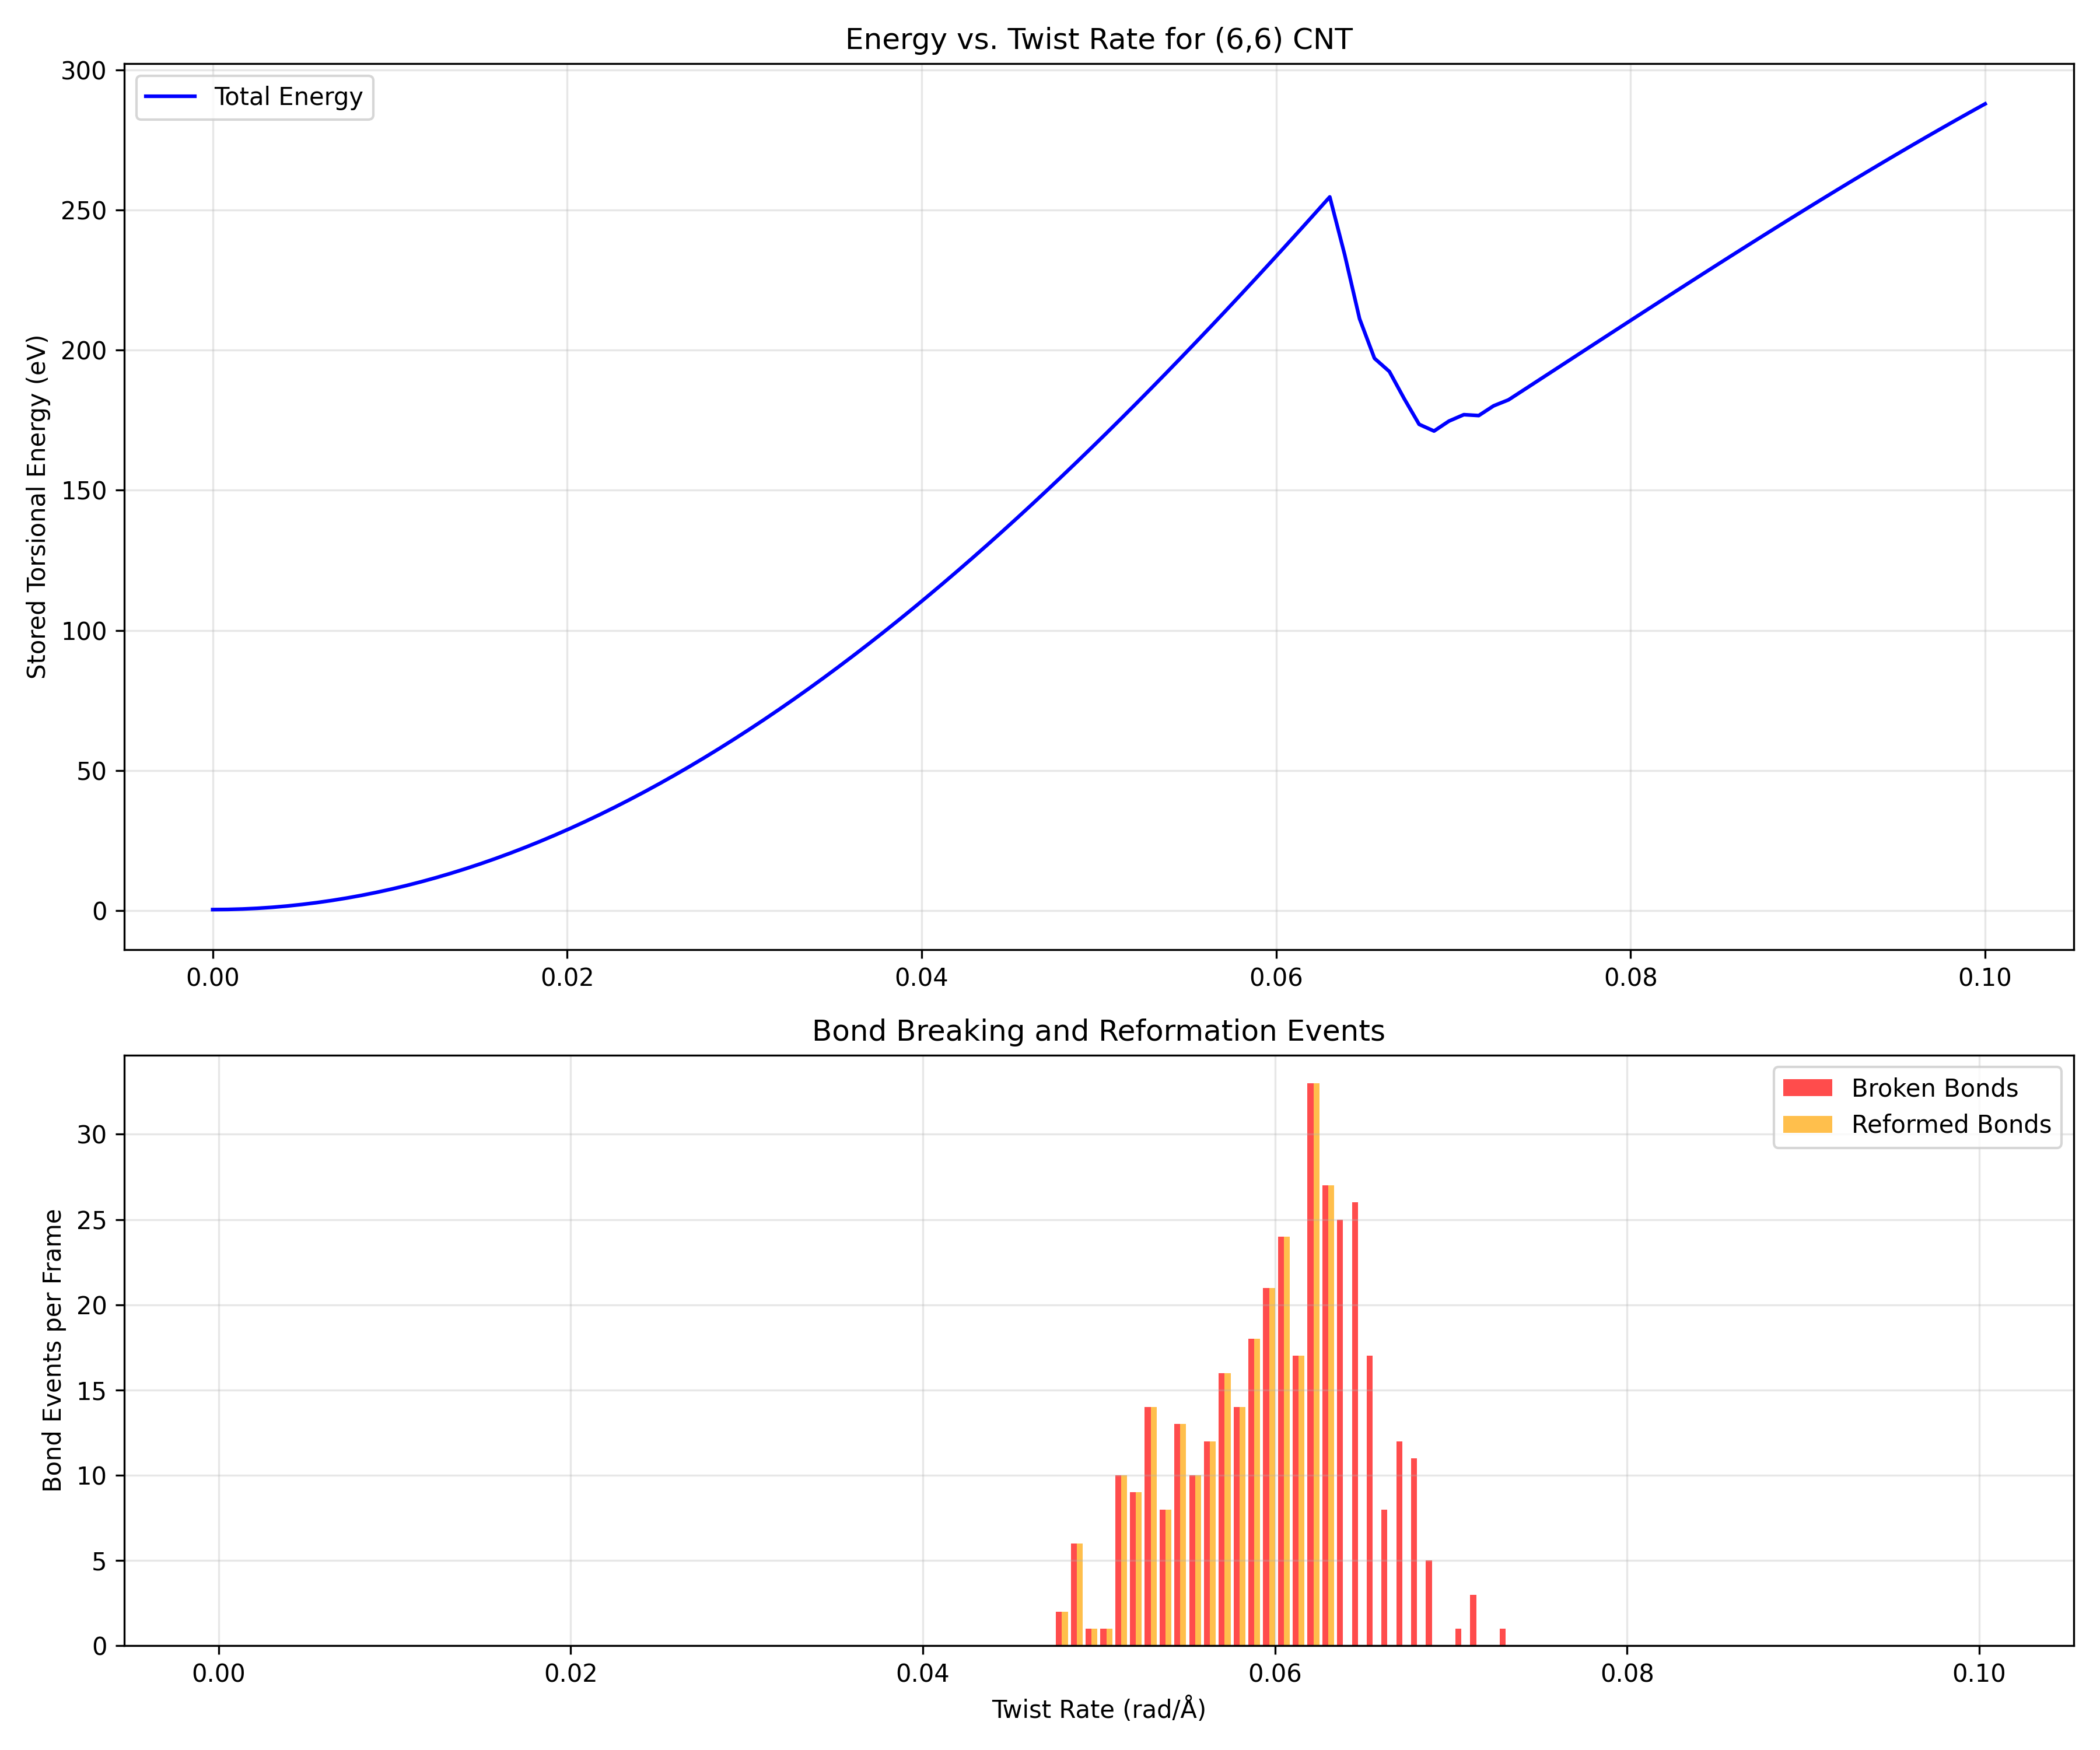 Energy vs. Twist Rate for (6,6) CNT
Total Energy
Stored Torsional Energy (eV)
300
250
200
150
100
50
0
0.00 0.02 0.04 0.06 0.08 0.10
Bond Breaking and Reformation Events
Broken Bonds
Reformed Bonds
Bond Events per Frame
30
25
20
15
10
5
0
0.00 0.02 0.04 0.06 0.08 0.10
Twist Rate (rad/Å)